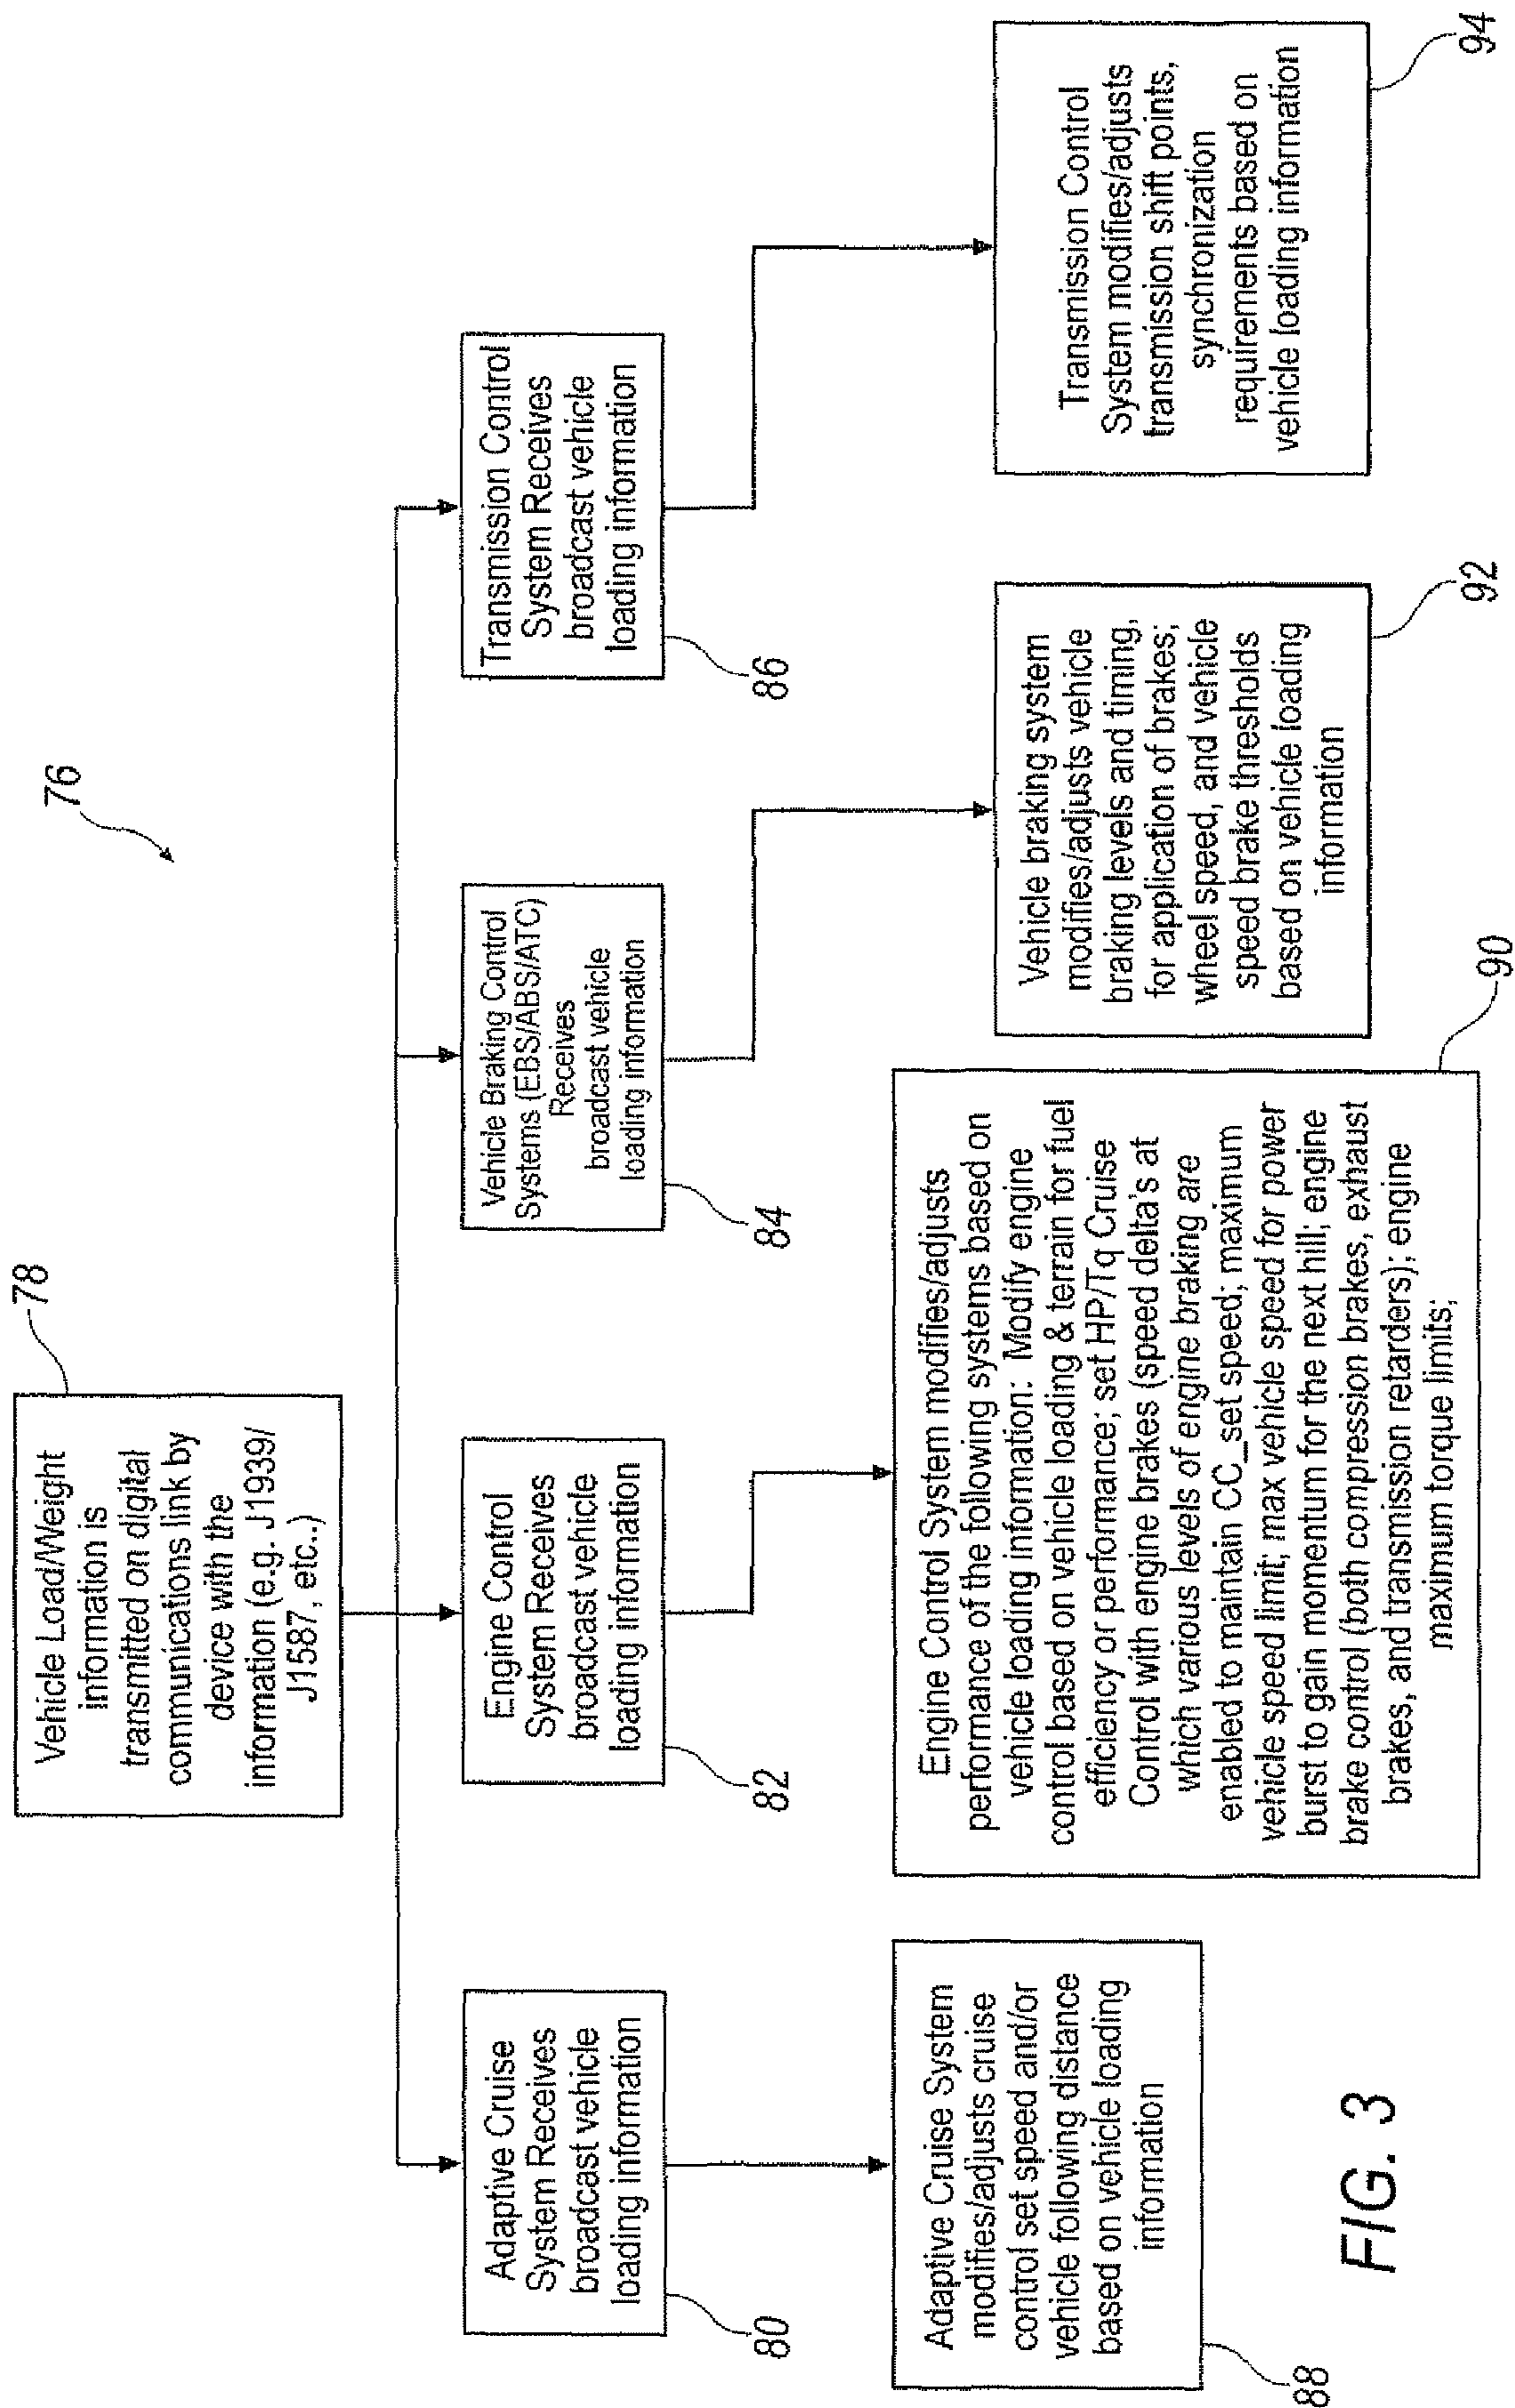 76
78
Vehicle Load/Weight
information is
transmitted on digital
communications link by
device with the
information (e.g. J1939/
J1587, etc..)
Adaptive Cruise
System Receives
broadcast vehicle
loading information
80
Engine Control
System Receives
broadcast vehicle
loading information
82
Vehicle Braking Control
Systems (EBS/ABS/ATC)
Receives
broadcast vehicle
loading information
84
Transmission Control
System Receives
broadcast vehicle
loading information
86
Adaptive Cruise System
modifies/adjusts cruise
control set speed and/or
vehicle following distance
based on vehicle loading
information
88
Engine Control System modifies/adjusts
performance of the following systems based on
vehicle loading information: Modify engine
control based on vehicle loading & terrain for fuel
efficiency or performance; set HP/Tq Cruise
Control with engine brakes (speed delta's at
which various levels of engine braking are
enabled to maintain CC_set speed; maximum
vehicle speed limit; max vehicle speed for power
burst to gain momentum for the next hill; engine
brake control (both compression brakes, exhaust
brakes, and transmission retarders); engine
maximum torque limits;
90
Vehicle braking system
modifies/adjusts vehicle
braking levels and timing,
for application of brakes;
wheel speed, and vehicle
speed brake thresholds
based on vehicle loading
information
92
Transmission Control
System modifies/adjusts
transmission shift points,
synchronization
requirements based on
vehicle loading information
94
FIG. 3